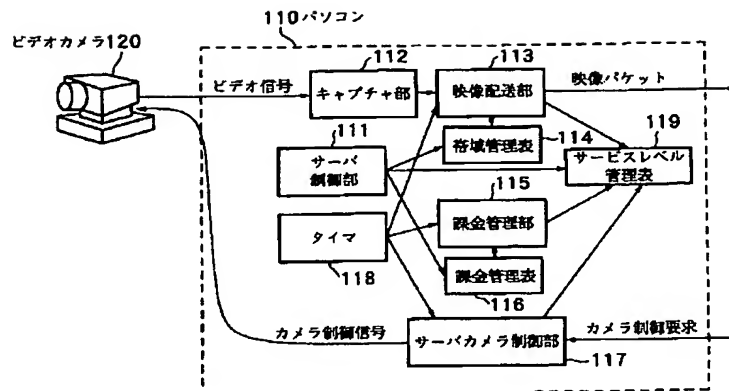 110 パソコン
ビデオカメラ120
112
113
ビデオ信号
キャプチャ部
映像配送部
映像パケット
111
114
119
サーバ
制御部
帯域管理表
サービスレベル
管理表
115
タイマ
課金管理部
118
課金管理表
116
カメラ制御信号
サーバカメラ制御部
カメラ制御要求
117